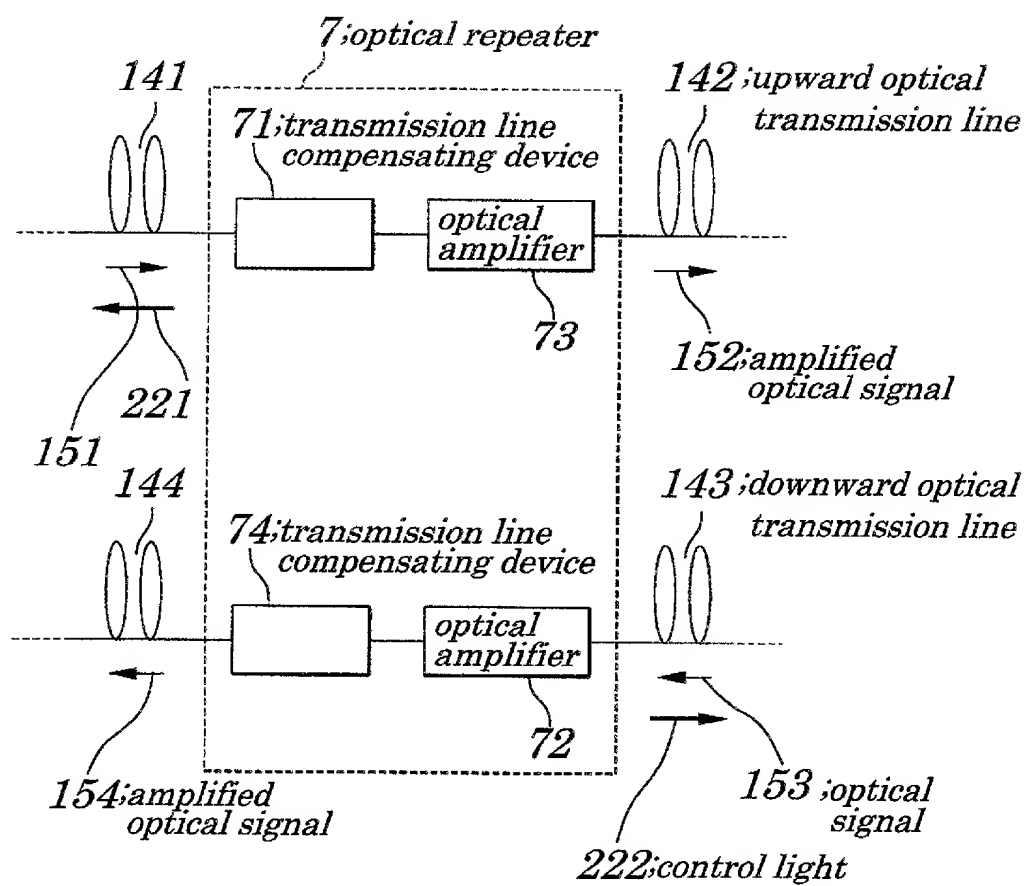 7;optical repeater
141
142;upward optical
transmission line
71;transmission line
compensating device
optical
amplifier
73
152;amplified
optical signal
221
151
144
143;downward optical
transmission line
74;transmission line
compensating device
optical
amplifier
72
154;amplified
optical signal
153;optical
signal
222;control light